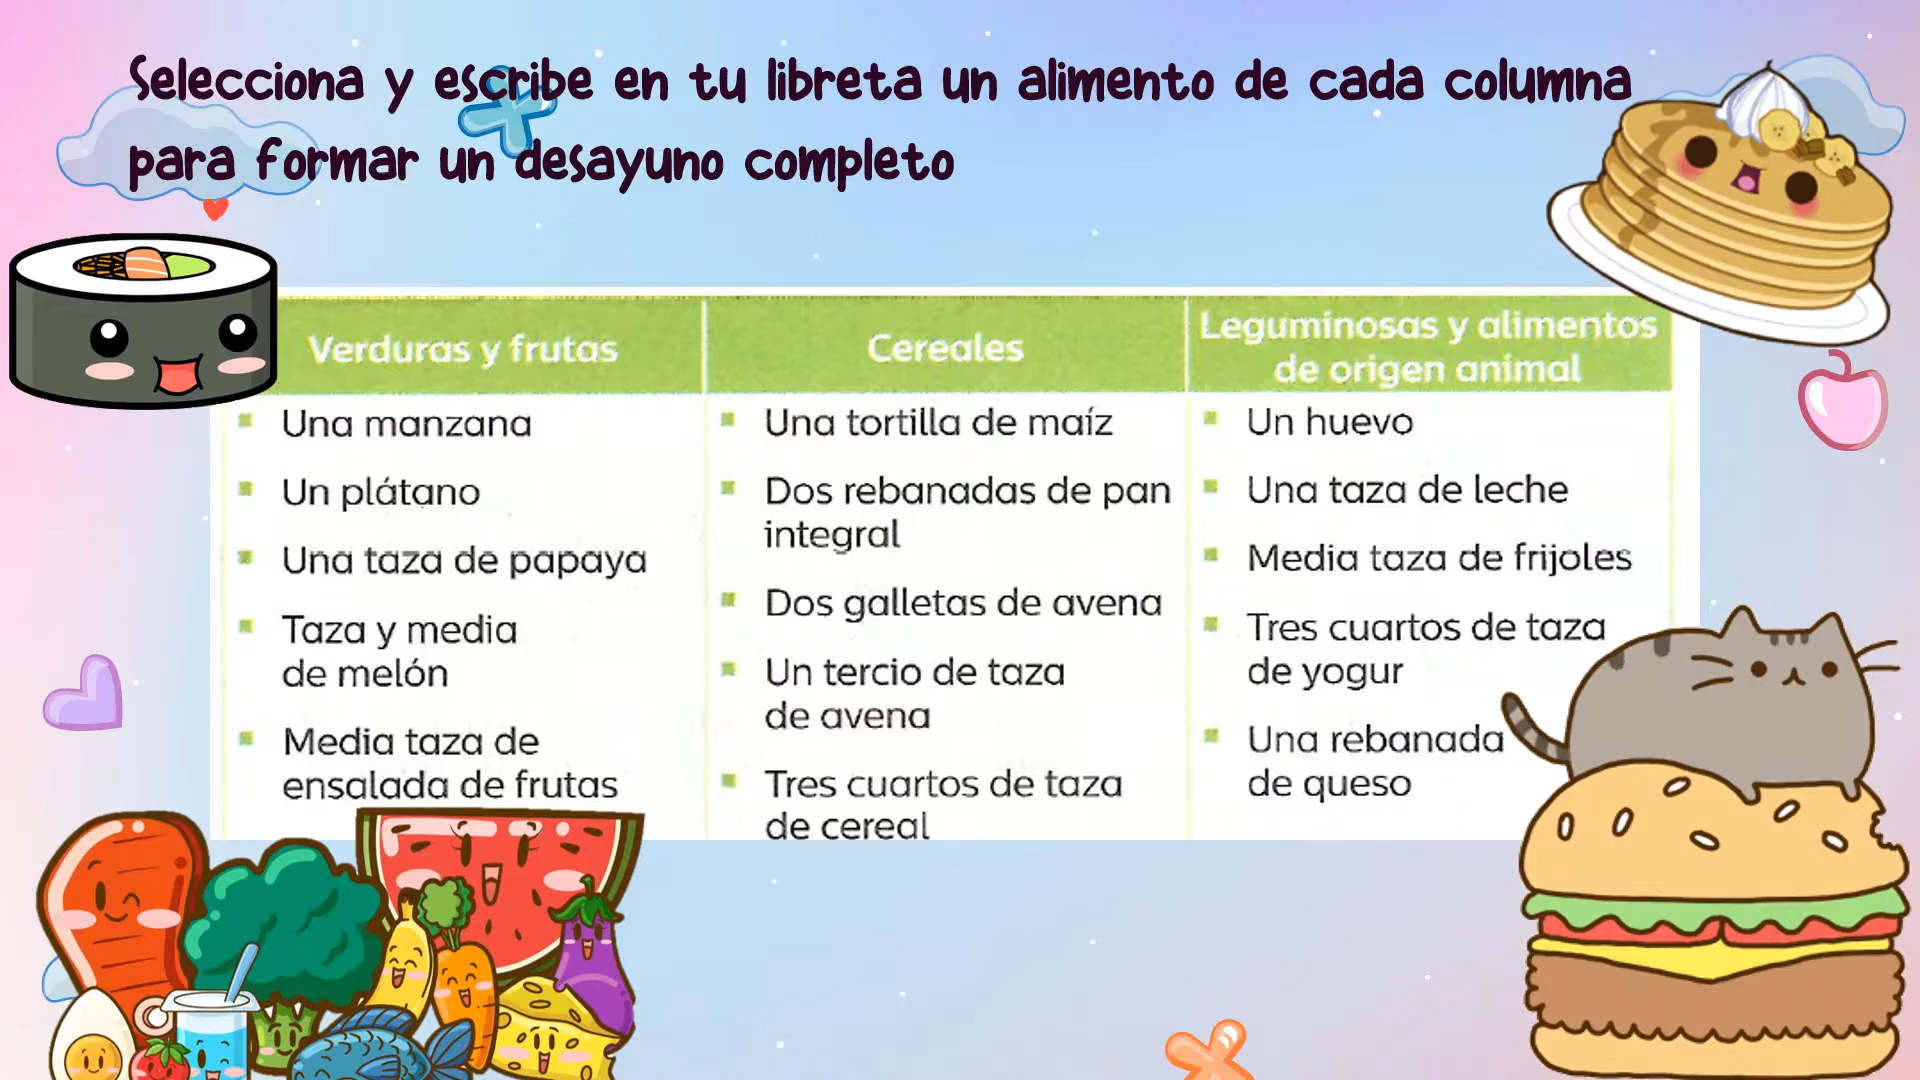 Selecciona y escribe en tu libreta un alimento de cada columna
para formar un desayuno completo
Verduras y frutas
Una manzana
Un plátano
Una taza de papaya
Taza y media
de melón
Media taza de
ensalada de frutas
Cereales
Una tortilla de maíz
Dos rebanadas de pan
integral
Dos galletas de avena
Un tercio de taza
de avena
Tres cuartos de taza
de cereal
Leguminosas y alimentos
de origen animal
Un huevo
Una taza de leche
Media taza de frijoles
Tres cuartos de taza
de yogur
Una rebanada
de queso